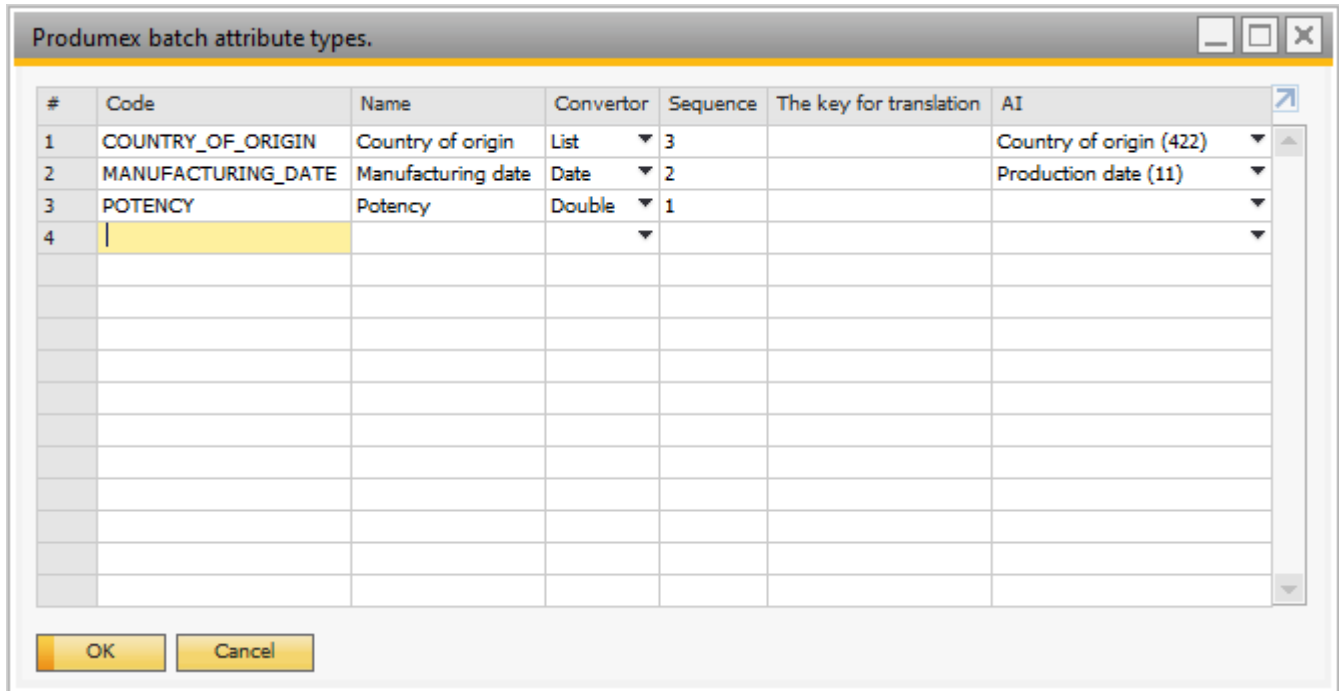 Produmex batch attribute types.
# Code Name Convertor Sequence The key for translation AI
1 COUNTRY_OF_ORIGIN Country of origin List 3 Country of origin (422)
2 MANUFACTURING_DATE Manufacturing date Date 2 Production date (11)
3 POTENCY Potency Double 1
4
OK Cancel